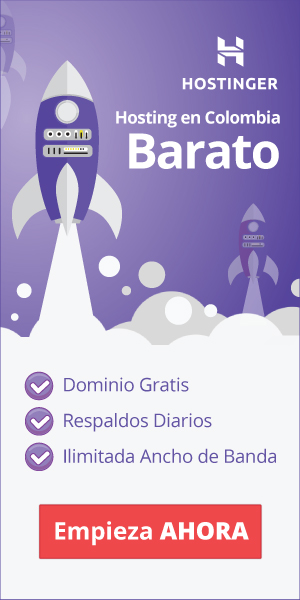 HOSTINGER
Hosting en Colombia
Barato
Dominio Gratis
Respaldos Diarios
Ilimitada Ancho de Banda
Empieza AHORA